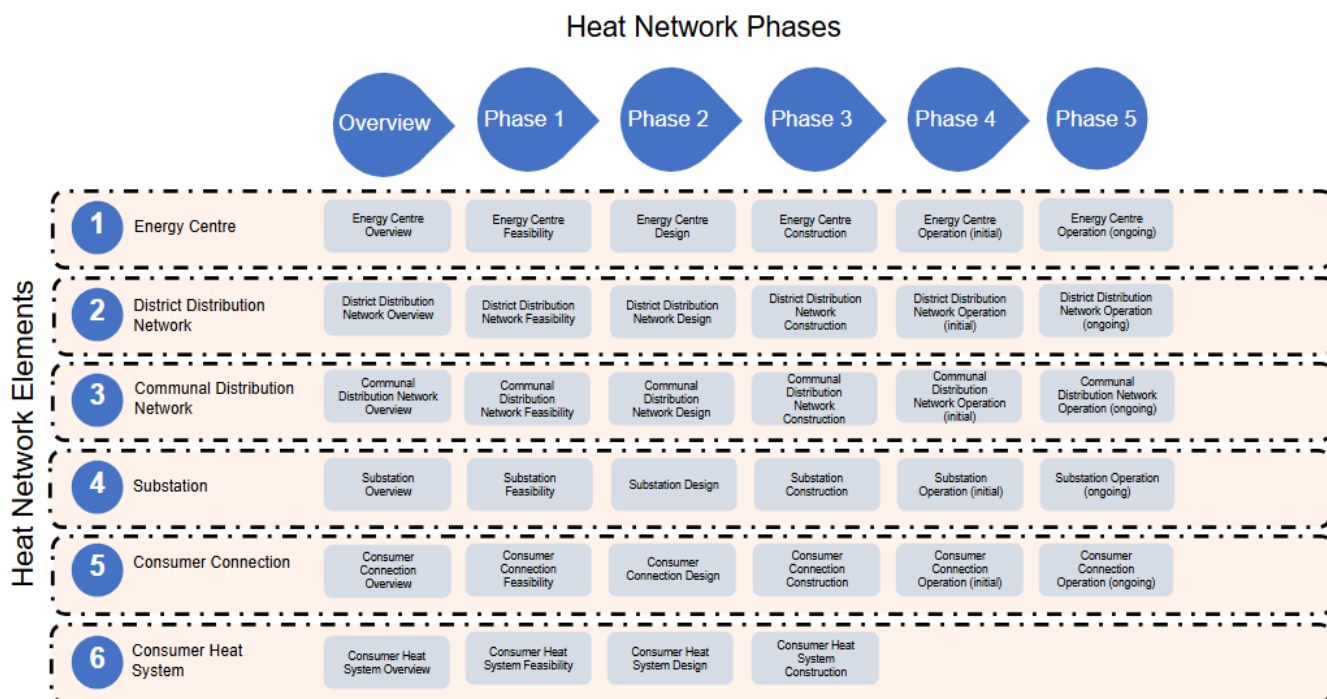 Heat Network Phases
Overview
Phase 1
Phase 2
Phase 3
Phase 4
Phase 5
Heat Network Elements
1
Energy Centre
Energy Centre
Overview
Energy Centre
Feasibility
Energy Centre
Design
Energy Centre
Construction
Energy Centre
Operation (initial)
Energy Centre
Operation (ongoing)
2
District Distribution
Network
District Distribution
Network Overview
District Distribution
Network Feasibility
District Distribution
Network Design
District Distribution
Network
Construction
District Distribution
Network Operation
(initial)
District Distribution
Network Operation
(ongoing)
3
Communal Distribution
Network
Communal
Distribution Network
Overview
Communal
Distribution
Network Feasibility
Communal
Distribution
Network Design
Communal
Distribution
Network
Construction
Communal
Distribution
Network Operation
(initial)
Communal
Distribution Network
Operation (ongoing)
4
Substation
Substation
Overview
Substation
Feasibility
Substation Design
Substation
Construction
Substation
Operation (initial)
Substation Operation
(ongoing)
5
Consumer Connection
Consumer
Connection
Overview
Consumer
Connection
Feasibility
Consumer
Connection Design
Consumer
Connection
Construction
Consumer
Connection
Operation (initial)
Consumer
Connection
Operation (ongoing)
6
Consumer Heat
System
Consumer Heat
System Overview
Consumer Heat
System Feasibility
Consumer Heat
System Design
Consumer Heat
System
Construction